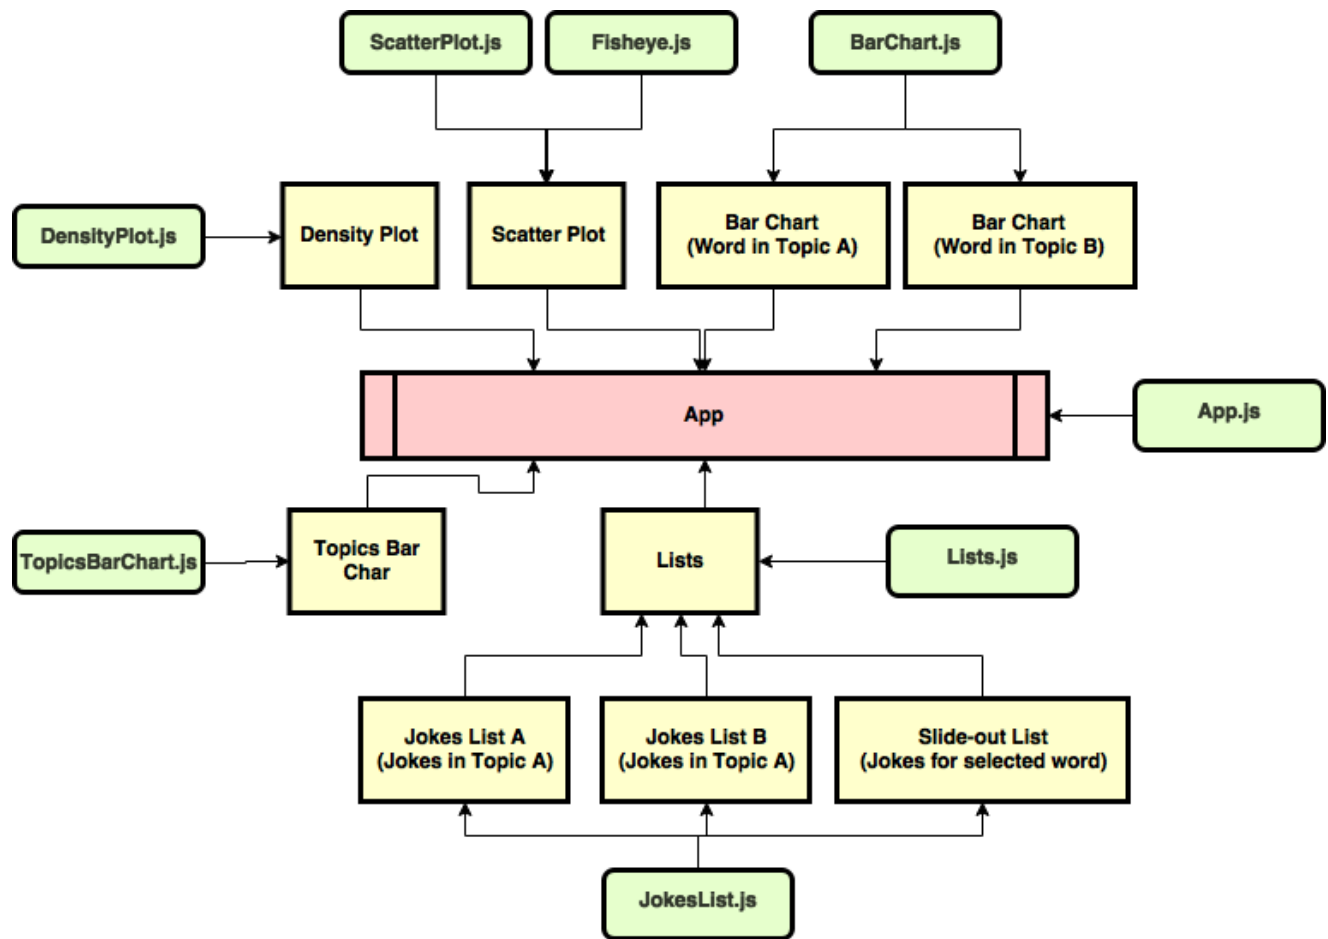 ScatterPlot.js
Fisheye.js
BarChart.js
DensityPlot.js
Density Plot
Scatter Plot
Bar Chart
(Word in Topic A)
Bar Chart
(Word in Topic B)
App
App.js
TopicsBarChart.js
Topics Bar
Char
Lists
Lists.js
Jokes List A
(Jokes in Topic A)
Jokes List B
(Jokes in Topic A)
Slide-out List
(Jokes for selected word)
JokesList.js